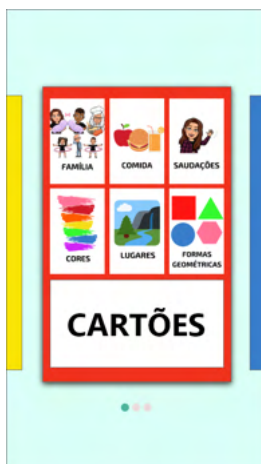 FAMÍLIA
COMIDA
SAUDAÇÕES
CORES
LUGARES
FORMAS
GEOMÉTRICAS
CARTÕES